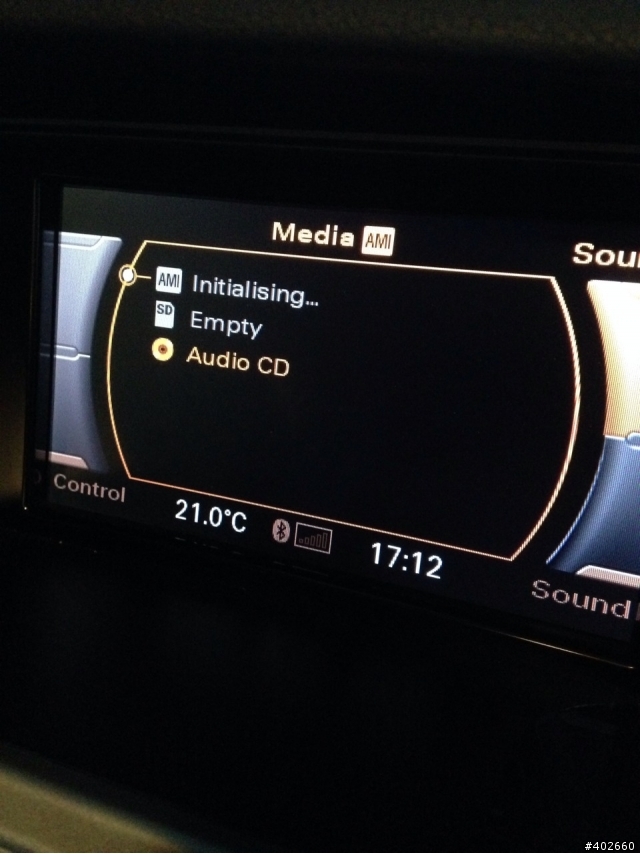 Media AMI
Sou
AMI Initialising...
SD Empty
Audio CD
Control
21.0°C
17:12
Sound
#402660